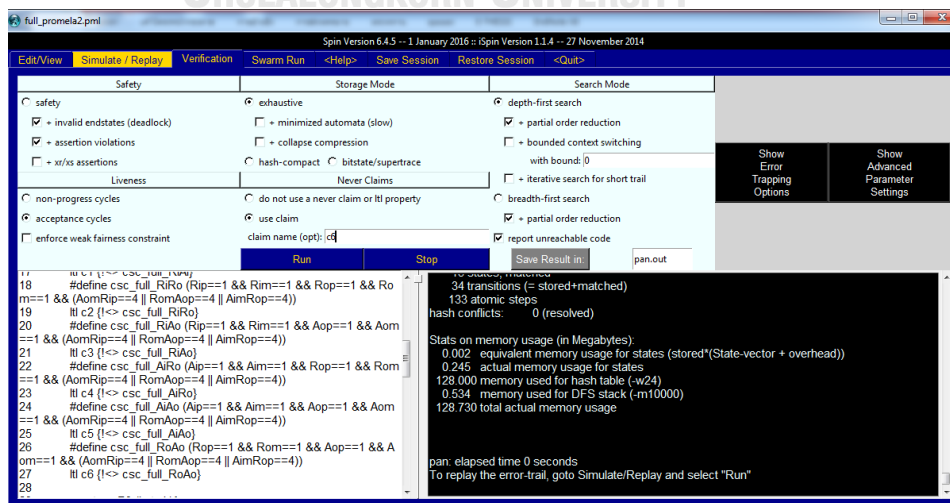 CHULALONGKORN UNIVERSITY
full_promela2.pml
Spin Version 6.4.5 -- 1 January 2016 :: iSpin Version 1.1.4 -- 27 November 2014
Edit/View Simulate / Replay Verification Swarm Run <Help> Save Session Restore Session <Quit>
Safety Storage Mode Search Mode
safety exhaustive depth-first search
+ invalid endstates (deadlock) + minimized automata (slow) + partial order reduction
+ assertion violations + collapse compression + bounded context switching
+ xr/xs assertions hash-compact bitstate/supertrace with bound: 0
Liveness Never Claims + iterative search for short trail
non-progress cycles do not use a never claim or ltl property breadth-first search
acceptance cycles use claim + partial order reduction
enforce weak fairness constraint claim name (opt): c6 report unreachable code
Run Stop Save Result in: pan.out
Show
Error
Trapping
Options
Show
Advanced
Parameter
Settings
17 ltl c1 {!<> csc_full_RiAi}
18 #define csc_full_RiRo (Rip==1 && Rim==1 && Rop==1 && Ro
m==1 && (AomRip==4 || RomAop==4 || AimRop==4))
19 ltl c2 {!<> csc_full_RiRo}
20 #define csc_full_RiAo (Rip==1 && Rim==1 && Aop==1 && Aom
==1 && (AomRip==4 || RomAop==4 || AimRop==4))
21 ltl c3 {!<> csc_full_RiAo}
22 #define csc_full_AiRo (Rip==1 && Aim==1 && Rop==1 && Rom
==1 && (AomRip==4 || RomAop==4 || AimRop==4))
23 ltl c4 {!<> csc_full_AiRo}
24 #define csc_full_AiAo (Aip==1 && Aim==1 && Aop==1 && Aom
==1 && (AomRip==4 || RomAop==4 || AimRop==4))
25 ltl c5 {!<> csc_full_AiAo}
26 #define csc_full_RoAo (Rop==1 && Rom==1 && Aop==1 && A
om==1 && (AomRip==4 || RomAop==4 || AimRop==4))
27 ltl c6 {!<> csc_full_RoAo}
28
states, matched
34 transitions (= stored+matched)
133 atomic steps
hash conflicts: 0 (resolved)
Stats on memory usage (in Megabytes):
0.002 equivalent memory usage for states (stored*(State-vector + overhead))
0.245 actual memory usage for states
128.000 memory used for hash table (-w24)
0.534 memory used for DFS stack (-m10000)
128.730 total actual memory usage
pan: elapsed time 0 seconds
To replay the error-trail, goto Simulate/Replay and select "Run"